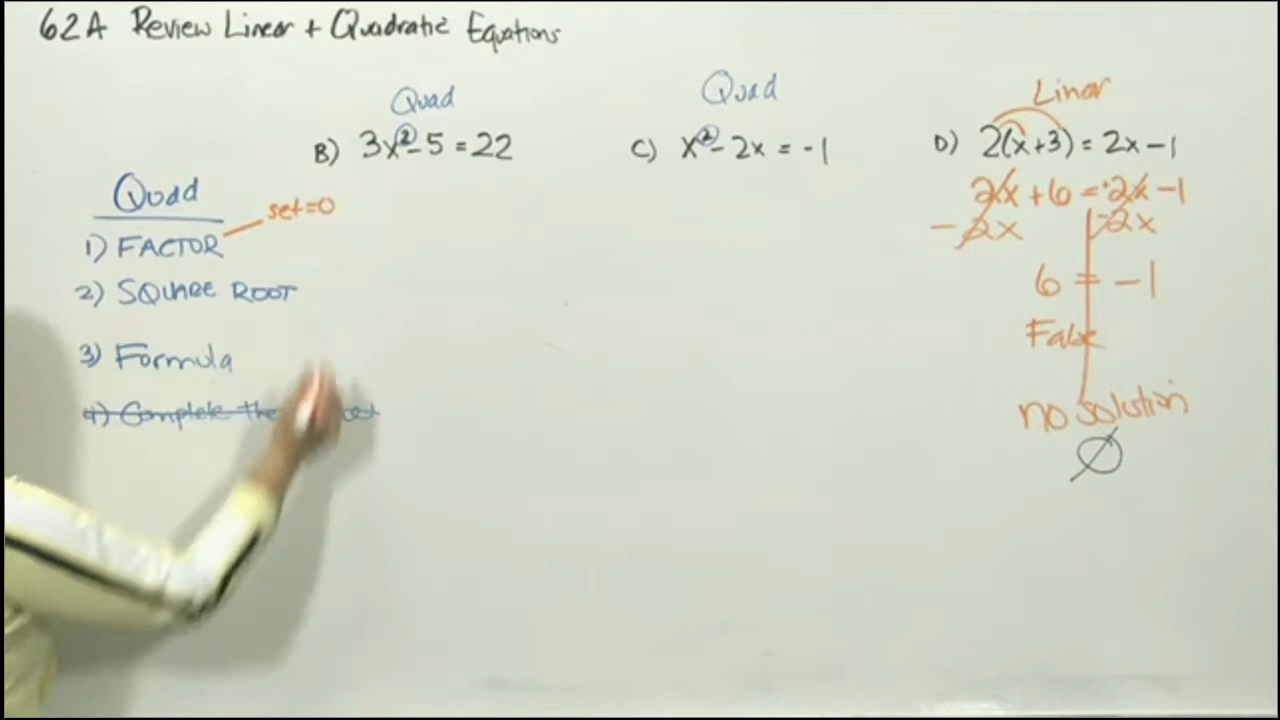 62A Review Linear + Quadratic Equations
Quad
B) 3x²-5 = 22
Quad
C) x²- 2x = -1
Linear
D) 2(x+3) = 2x-1
2x + 6 = 2x - 1
-2x -2x
6 = -1
False
no solution
∅
Quad
1) FACTOR
set=0
2) SQUARE ROOT
3) Formula
4) Complete the